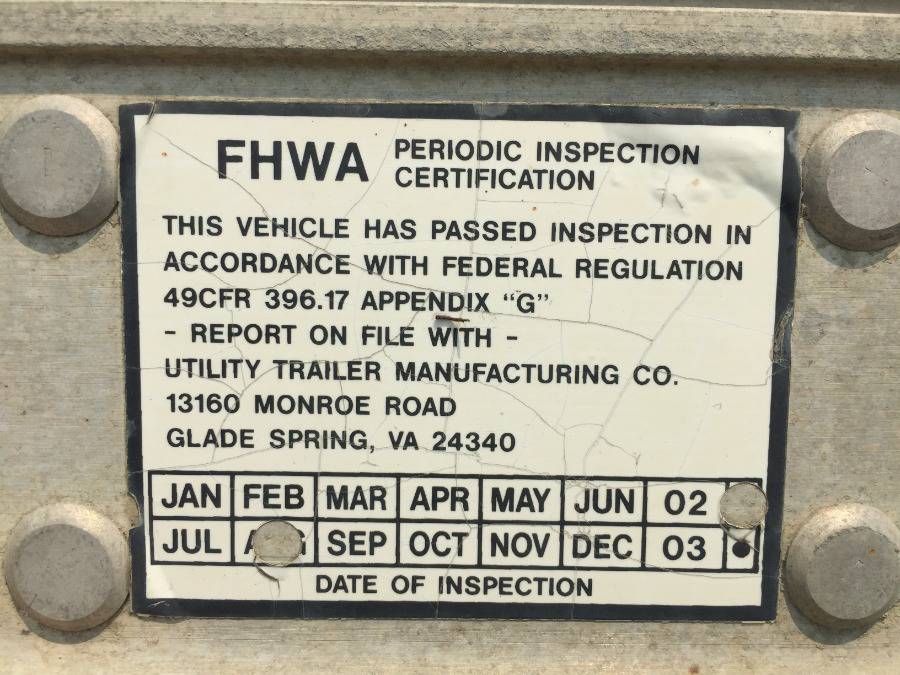 FHWA PERIODIC INSPECTION
CERTIFICATION
THIS VEHICLE HAS PASSED INSPECTION IN
ACCORDANCE WITH FEDERAL REGULATION
49CFR 396.17 APPENDIX “G”
- REPORT ON FILE WITH -
UTILITY TRAILER MANUFACTURING CO.
13160 MONROE ROAD
GLADE SPRING, VA 24340
JAN FEB MAR APR MAY JUN 02
JUL SEP OCT NOV DEC 03 •
DATE OF INSPECTION